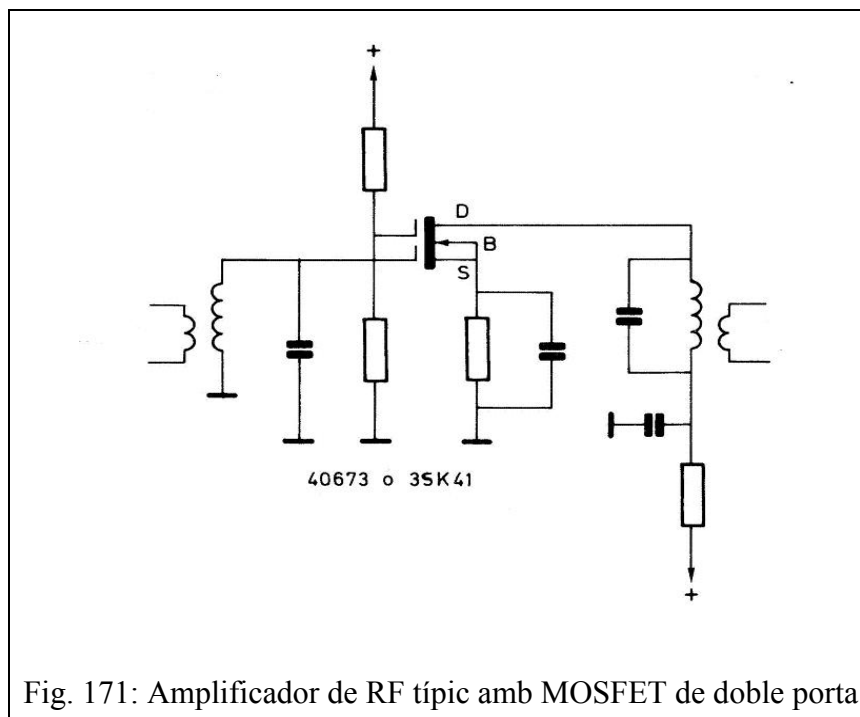 +
D
B
S
40673 o 3SK41
+
Fig. 171: Amplificador de RF típic amb MOSFET de doble porta